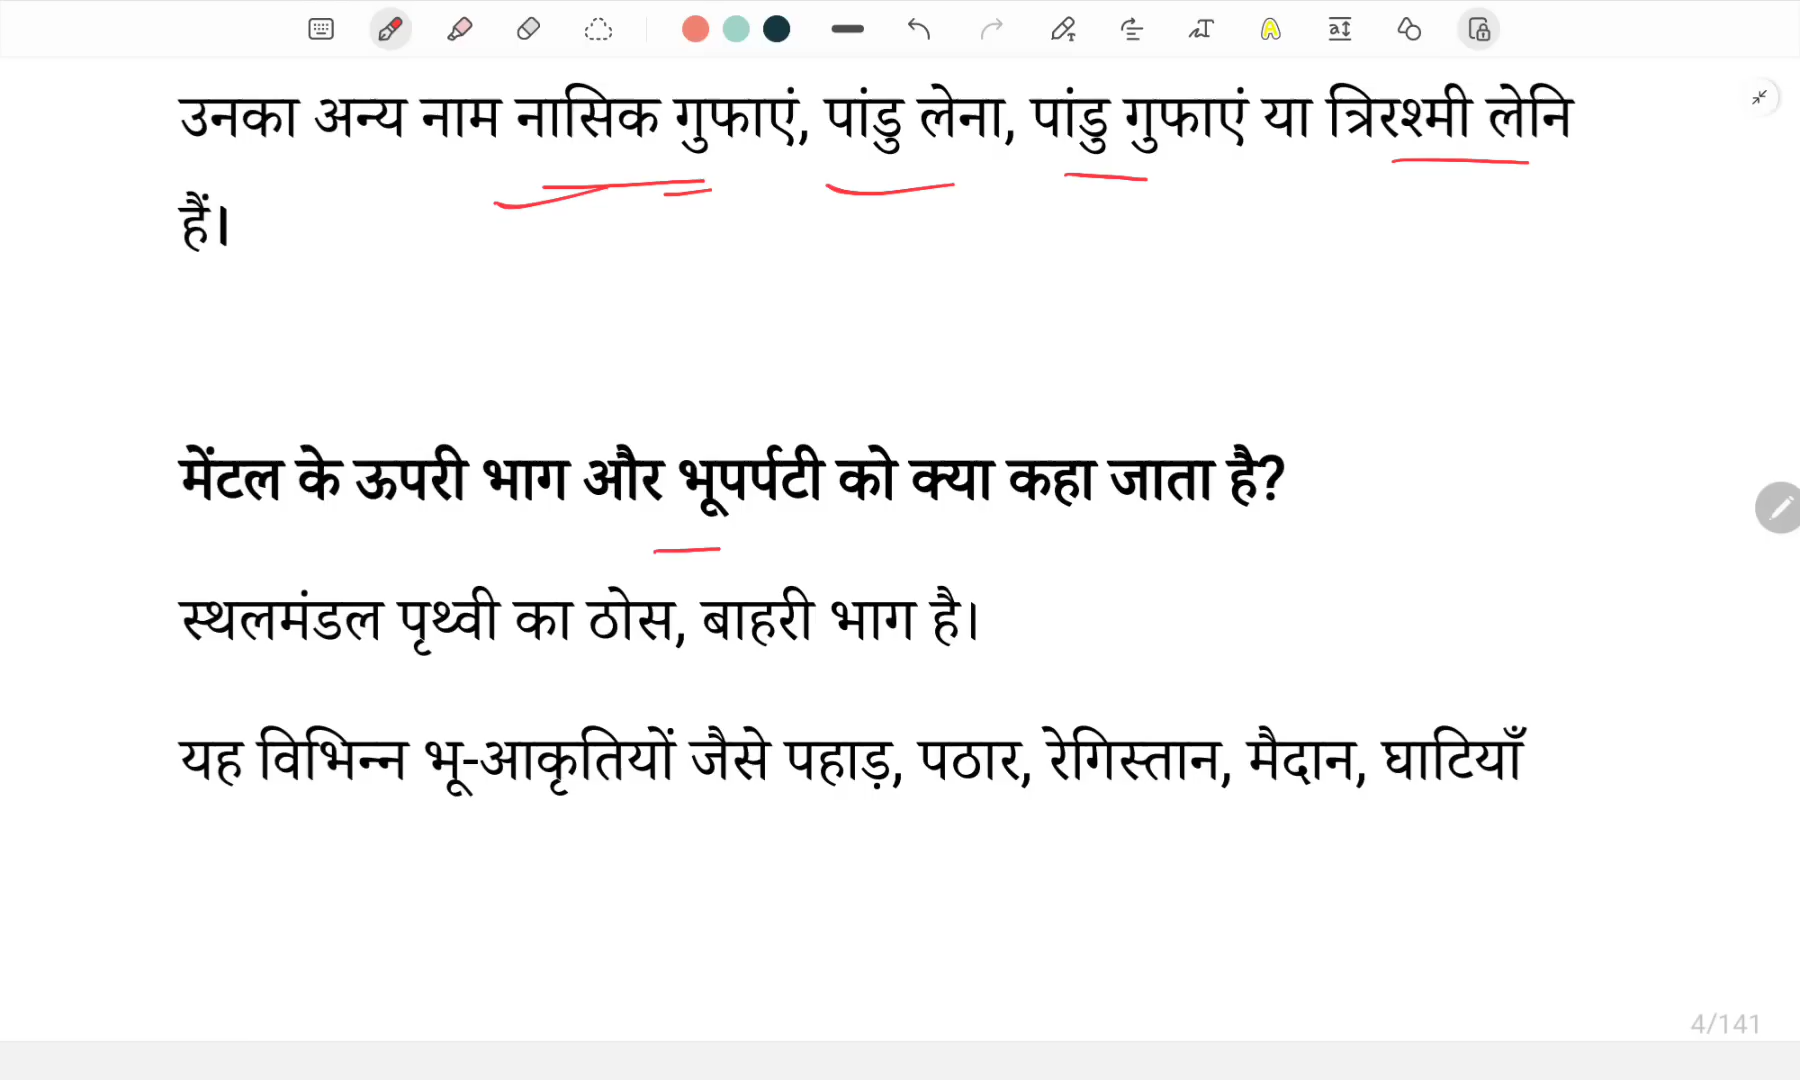 उनका अन्य नाम नासिक गुफाएं, पांडु लेना, पांडु गुफाएं या त्रिरश्मी लेनि
हैं।
मेंटल के ऊपरी भाग और भूपर्पटी को क्या कहा जाता है?
स्थलमंडल पृथ्वी का ठोस, बाहरी भाग है।
यह विभिन्न भू-आकृतियों जैसे पहाड़, पठार, रेगिस्तान, मैदान, घाटियाँ
4/141